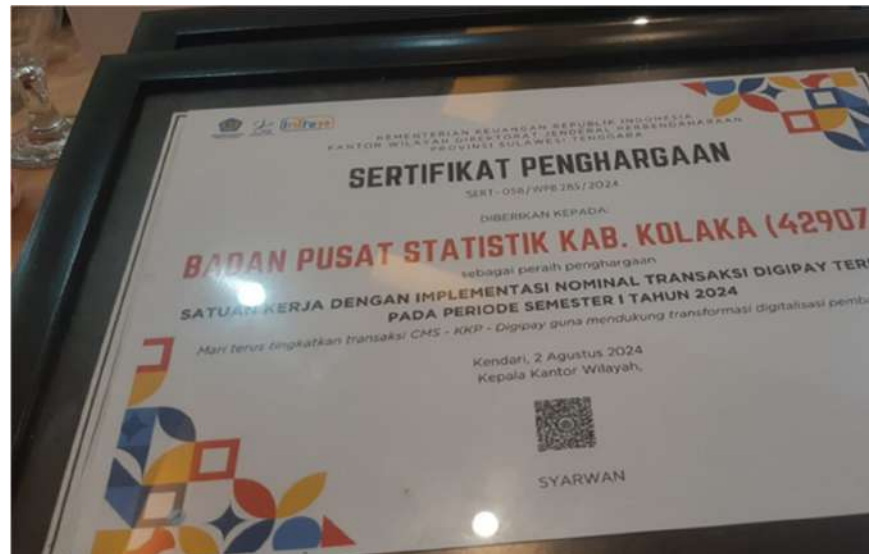 KEMENTERIAN KEUANGAN REPUBLIK INDONESIA
KANTOR WILAYAH DIREKTORAT JENDERAL PERBENDAHARAAN
PROVINSI SULAWESI TENGGARA
SERTIFIKAT PENGHARGAAN
SERT-058/WPB.285/2024
DIBERIKAN KEPADA:
BADAN PUSAT STATISTIK KAB. KOLAKA (42907
sebagai peraih penghargaan
SATUAN KERJA DENGAN IMPLEMENTASI NOMINAL TRANSAKSI DIGIPAY TER
PADA PERIODE SEMESTER I TAHUN 2024
Mari terus tingkatkan transaksi CMS - KKP - Digipay guna mendukung transformasi digitalisasi pemba
Kendari, 2 Agustus 2024
Kepala Kantor Wilayah,
SYARWAN